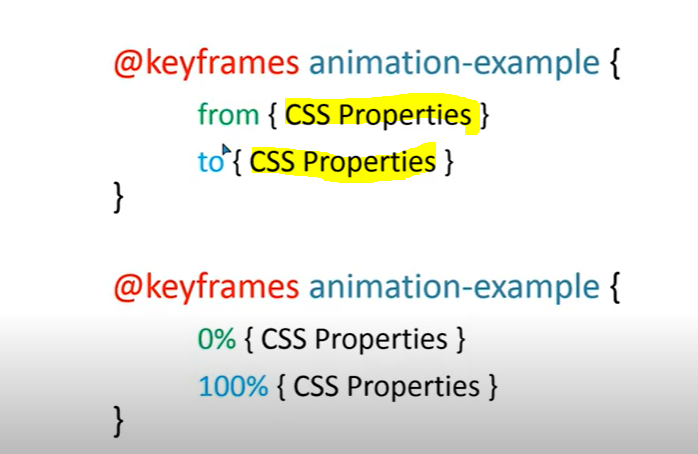 @keyframes animation-example {
from { CSS Properties }
to { CSS Properties }
}
@keyframes animation-example {
0% { CSS Properties }
100% { CSS Properties }
}